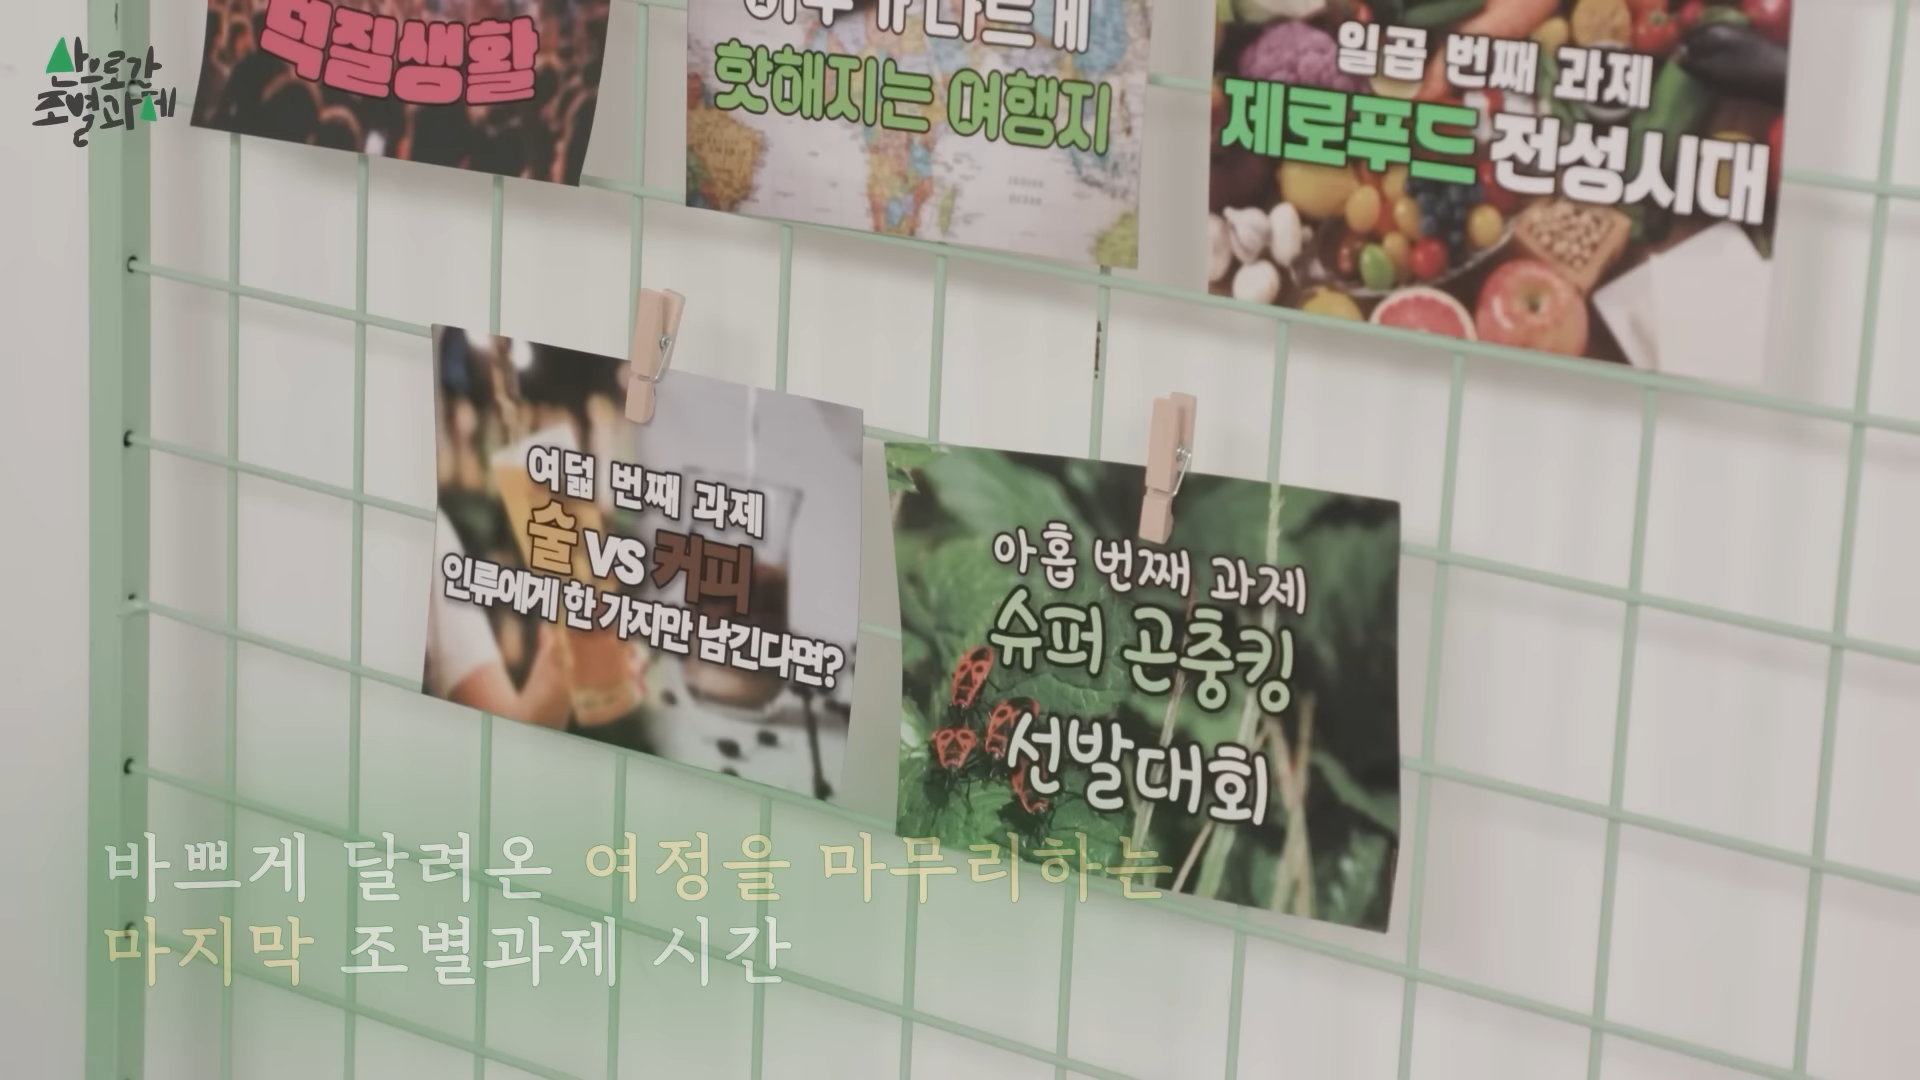 산으로간
조별과제
덕질생활
핫해지는 여행지
일곱 번째 과제
제로푸드 전성시대
여덟 번째 과제
술 VS 커피
인류에게 한 가지만 남긴다면?
아홉 번째 과제
슈퍼 곤충킹
선발대회
바쁘게 달려온 여정을 마무리하는
마지막 조별과제 시간